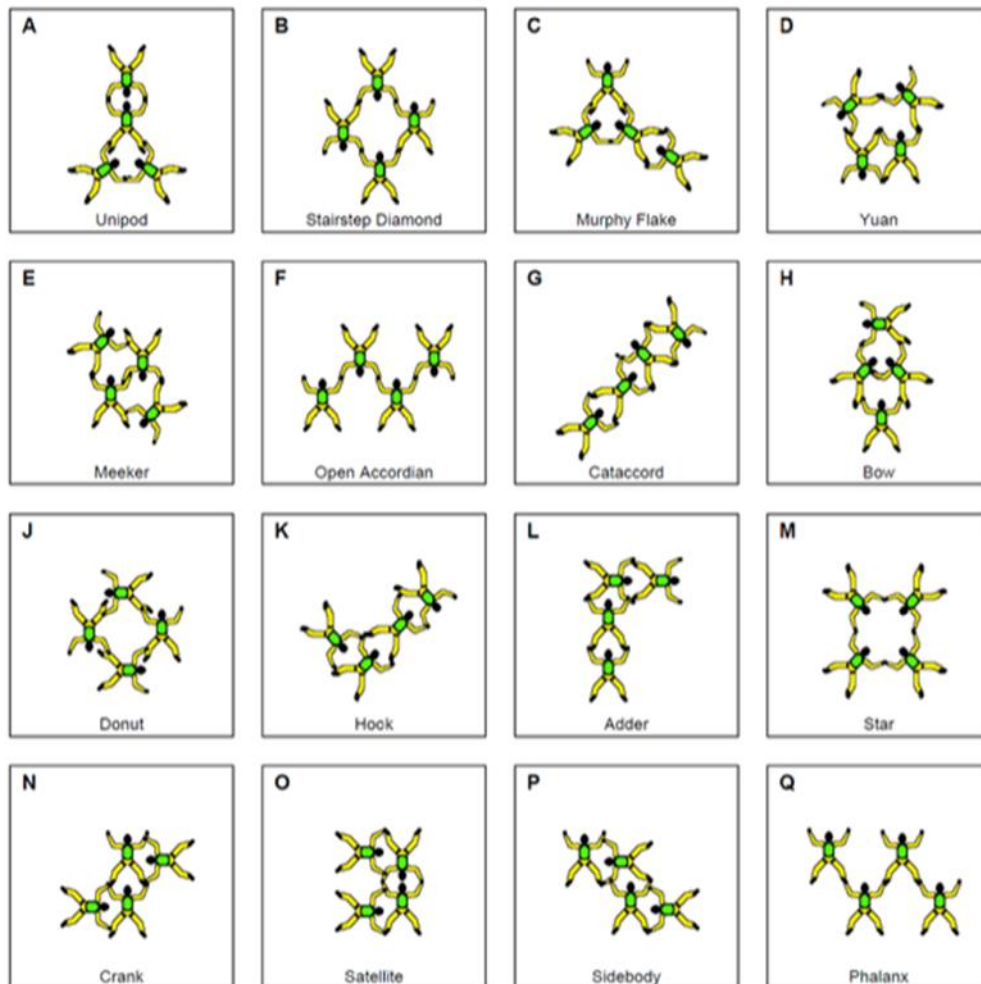 A
Unipod
B
Stairstep Diamond
C
Murphy Flake
D
Yuan
E
Meeker
F
Open Accordian
G
Cataccord
H
Bow
J
Donut
K
Hook
L
Adder
M
Star
N
Crank
O
Satellite
P
Sidebody
Q
Phalanx